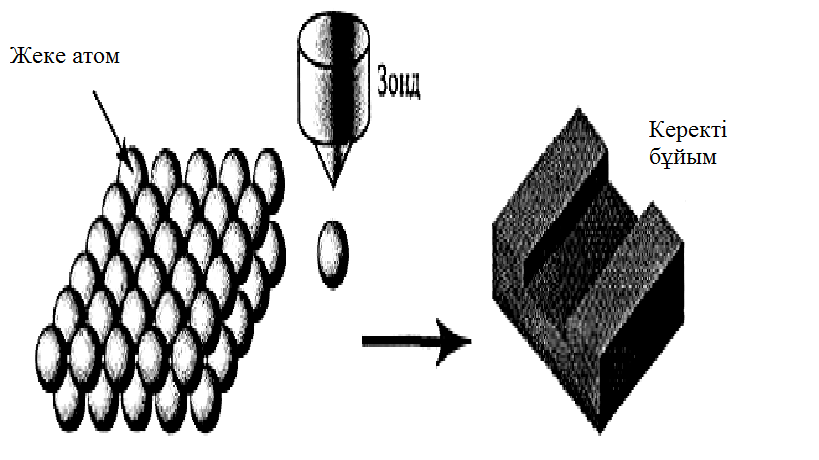 Жеке атом
Зонд
Керекті
бұйым